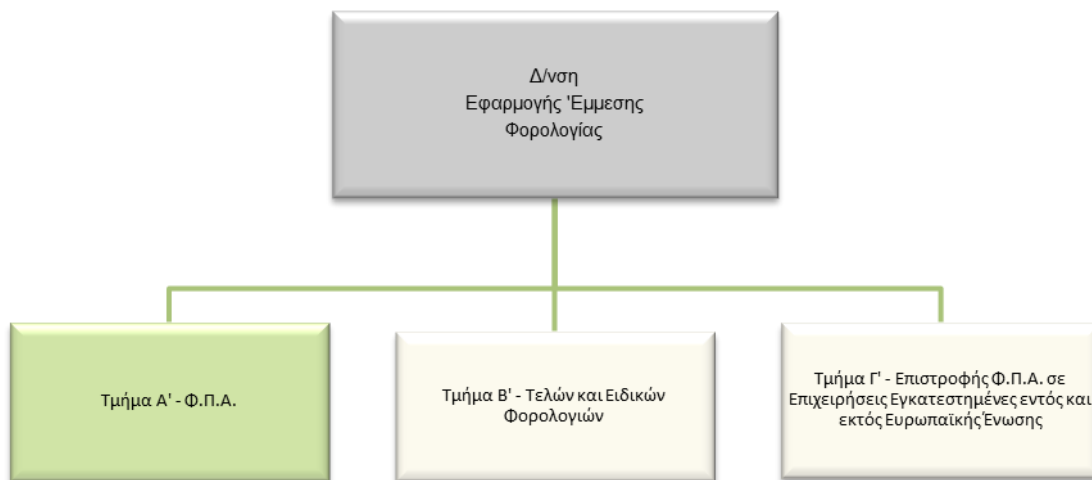 Δ/νση
Εφαρμογής 'Εμμεσης
Φορολογίας
Τμήμα Α' - Φ.Π.Α.
Τμήμα Β' - Τελών και Ειδικών
Φορολογιών
Τμήμα Γ' - Επιστροφής Φ.Π.Α. σε
Επιχειρήσεις Εγκατεστημένες εντός και
εκτός Ευρωπαϊκής Ένωσης